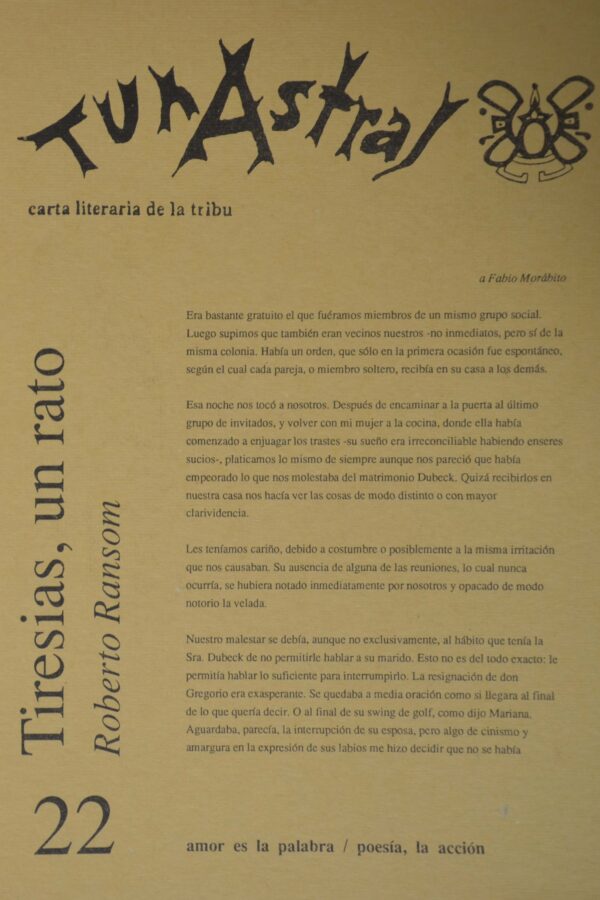 TunAstral
carta literaria de la tribu
a Fabio Morábito
Era bastante gratuito el que fuéramos miembros de un mismo grupo social.
Luego supimos que también eran vecinos nuestros -no inmediatos, pero sí de la
misma colonia. Había un orden, que sólo en la primera ocasión fue espontáneo,
según el cual cada pareja, o miembro soltero, recibía en su casa a los demás.
Esa noche nos tocó a nosotros. Después de encaminar a la puerta al último
grupo de invitados, y volver con mi mujer a la cocina, donde ella había
comenzado a enjuagar los trastes -su sueño era irreconciliable habiendo enseres
sucios-, platicamos lo mismo de siempre aunque nos pareció que había
empeorado lo que nos molestaba del matrimonio Dubeck. Quizá recibirlos en
nuestra casa nos hacía ver las cosas de modo distinto o con mayor
clarividencia.
Les teníamos cariño, debido a costumbre o posiblemente a la misma irritación
que nos causaban. Su ausencia de alguna de las reuniones, lo cual nunca
ocurría, se hubiera notado inmediatamente por nosotros y opacado de modo
notorio la velada.
Nuestro malestar se debía, aunque no exclusivamente, al hábito que tenía la
Sra. Dubeck de no permitirle hablar a su marido. Esto no es del todo exacto: le
permitía hablar lo suficiente para interrumpirlo. La resignación de don
Gregorio era exasperante. Se quedaba a media oración como si llegara al final
de lo que quería decir. O al final de su swing de golf, como dijo Mariana.
Aguardaba, parecía, la interrupción de su esposa, pero algo de cinismo y
amargura en la expresión de sus labios me hizo decidir que no se había
Tiresias, un rato
Roberto Ransom
22
amor es la palabra / poesía, la acción